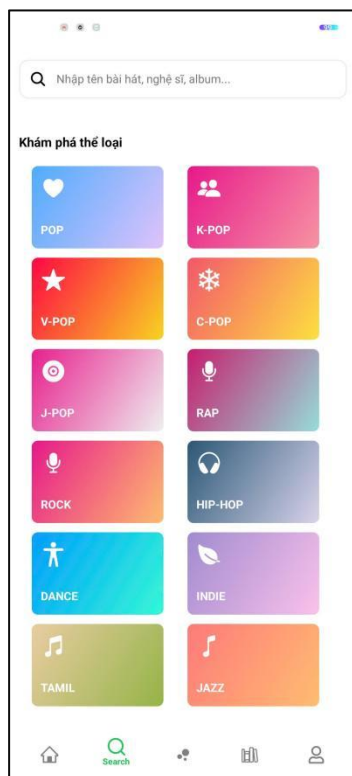 Nhập tên bài hát, nghệ sĩ, album...
Khám phá thể loại
POP
K-POP
V-POP
C-POP
J-POP
RAP
ROCK
HIP-HOP
DANCE
INDIE
TAMIL
JAZZ
Search